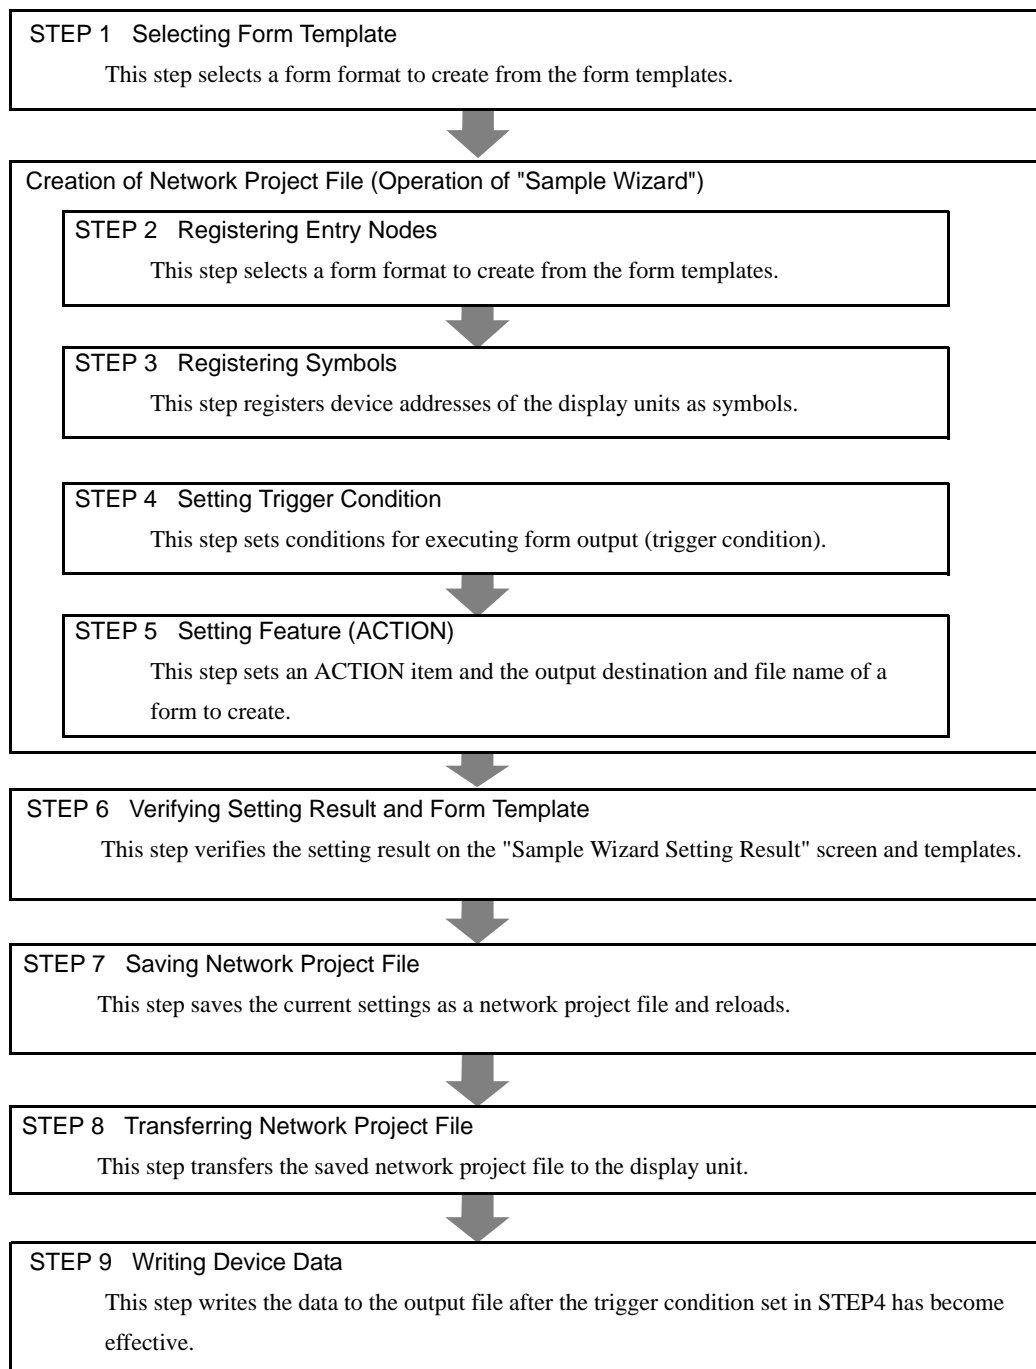 STEP 1 Selecting Form Template
This step selects a form format to create from the form templates.
Creation of Network Project File (Operation of "Sample Wizard")
STEP 2 Registering Entry Nodes
This step selects a form format to create from the form templates.
STEP 3 Registering Symbols
This step registers device addresses of the display units as symbols.
STEP 4 Setting Trigger Condition
This step sets conditions for executing form output (trigger condition).
STEP 5 Setting Feature (ACTION)
This step sets an ACTION item and the output destination and file name of a
form to create.
STEP 6 Verifying Setting Result and Form Template
This step verifies the setting result on the "Sample Wizard Setting Result" screen and templates.
STEP 7 Saving Network Project File
This step saves the current settings as a network project file and reloads.
STEP 8 Transferring Network Project File
This step transfers the saved network project file to the display unit.
STEP 9 Writing Device Data
This step writes the data to the output file after the trigger condition set in STEP4 has become
effective.